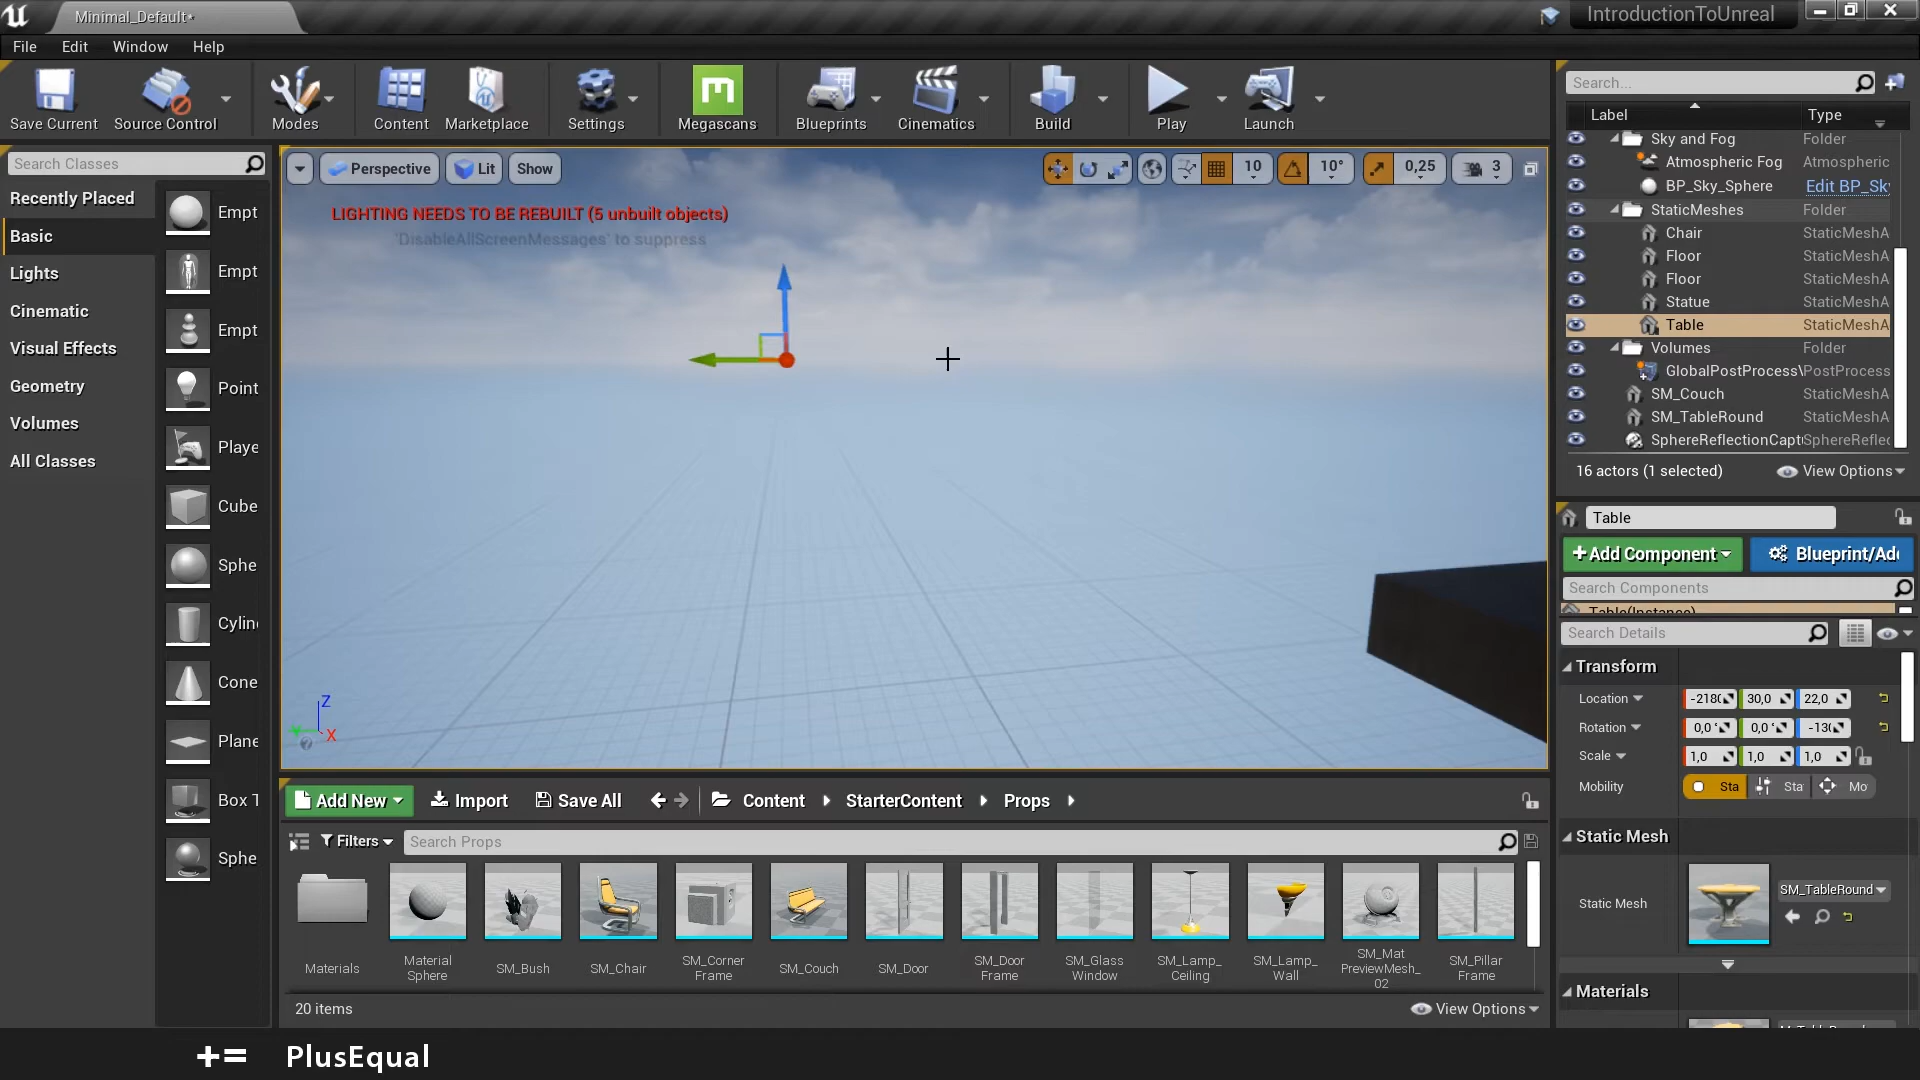 Minimal_Default*
IntroductionToUnreal
File Edit Window Help
Save Current
Source Control
Modes
Content
Marketplace
Settings
Megascans
Blueprints
Cinematics
Build
Play
Launch
Search Classes
Recently Placed
Basic
Lights
Cinematic
Visual Effects
Geometry
Volumes
All Classes
Empt
Empt
Empt
Point
Playe
Cube
Sphe
Cylin
Cone
Plane
Box T
Sphe
Perspective Lit Show
10 10° 0,25 3
LIGHTING NEEDS TO BE REBUILT (5 unbuilt objects)
'DisableAllScreenMessages' to suppress
Z
Y
X
Search...
Label Type
Sky and Fog Folder
Atmospheric Fog Atmospheric
BP_Sky_Sphere Edit BP_Sk
StaticMeshes Folder
Chair StaticMeshA
Floor StaticMeshA
Floor StaticMeshA
Statue StaticMeshA
Table StaticMeshA
Volumes Folder
GlobalPostProcess PostProcess
SM_Couch StaticMeshA
SM_TableRound StaticMeshA
SphereReflectionCapt SphereReflec
16 actors (1 selected) View Options
Table
+Add Component Blueprint/Add
Search Components
Table(Instance)
Search Details
Transform
Location -2180 30,0 22,0
Rotation 0,0 ° 0,0 ° -130
Scale 1,0 1,0 1,0
Mobility Sta Sta Mo
Static Mesh
Static Mesh SM_TableRound
Materials
Add New Import Save All Content StarterContent Props
Filters Search Props
Materials
Material
Sphere
SM_Bush
SM_Chair
SM_Corner
Frame
SM_Couch
SM_Door
SM_Door
Frame
SM_Glass
Window
SM_Lamp_
Ceiling
SM_Lamp_
Wall
SM_Mat
PreviewMesh_
02
SM_Pillar
Frame
20 items View Options
+= PlusEqual